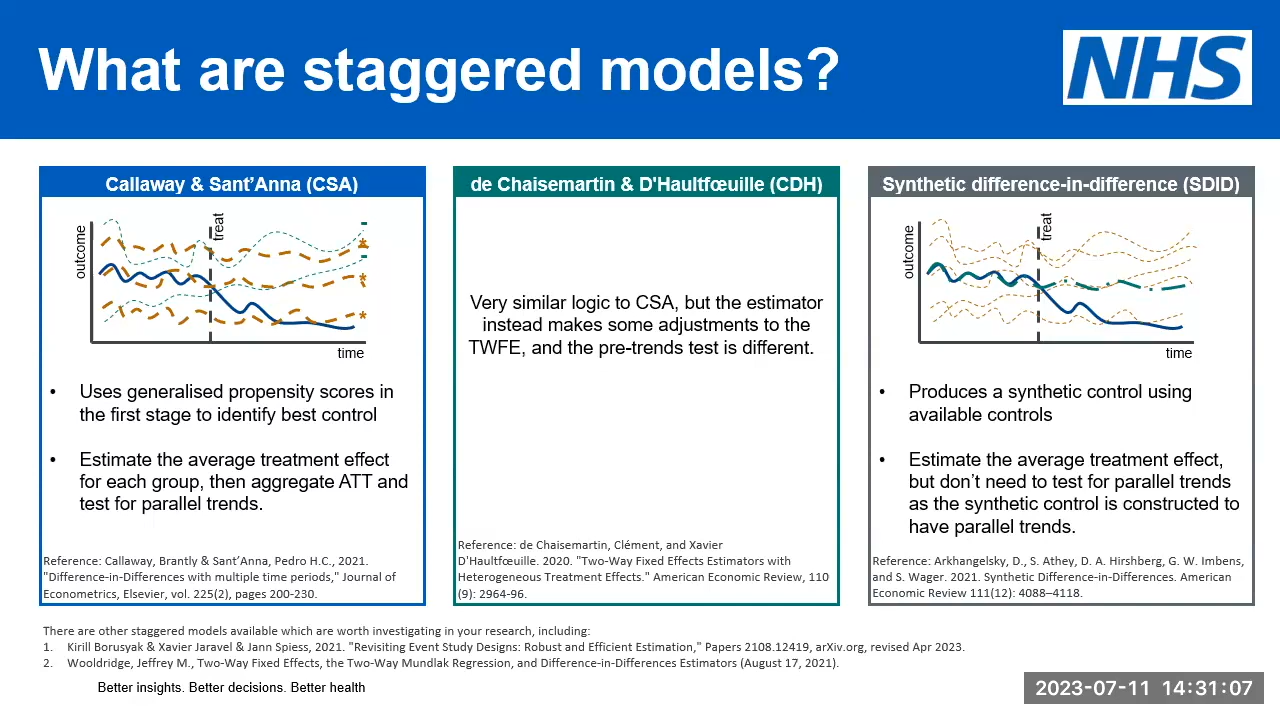 What are staggered models?
NHS
Callaway & Sant’Anna (CSA)
outcome
treat
time
• Uses generalised propensity scores in
the first stage to identify best control
• Estimate the average treatment effect
for each group, then aggregate ATT and
test for parallel trends.
Reference: Callaway, Brantly & Sant’Anna, Pedro H.C., 2021.
"Difference-in-Differences with multiple time periods," Journal of
Econometrics, Elsevier, vol. 225(2), pages 200-230.
de Chaisemartin & D'Haultfœuille (CDH)
Very similar logic to CSA, but the estimator
instead makes some adjustments to the
TWFE, and the pre-trends test is different.
Reference: de Chaisemartin, Clément, and Xavier
D'Haultfœuille. 2020. "Two-Way Fixed Effects Estimators with
Heterogeneous Treatment Effects." American Economic Review, 110
(9): 2964-96.
Synthetic difference-in-difference (SDID)
outcome
treat
time
• Produces a synthetic control using
available controls
• Estimate the average treatment effect,
but don’t need to test for parallel trends
as the synthetic control is constructed to
have parallel trends.
Reference: Arkhangelsky, D., S. Athey, D. A. Hirshberg, G. W. Imbens,
and S. Wager. 2021. Synthetic Difference-in-Differences. American
Economic Review 111(12): 4088–4118.
There are other staggered models available which are worth investigating in your research, including:
1. Kirill Borusyak & Xavier Jaravel & Jann Spiess, 2021. "Revisiting Event Study Designs: Robust and Efficient Estimation," Papers 2108.12419, arXiv.org, revised Apr 2023.
2. Wooldridge, Jeffrey M., Two-Way Fixed Effects, the Two-Way Mundlak Regression, and Difference-in-Differences Estimators (August 17, 2021).
Better insights. Better decisions. Better health
2023-07-11 14:31:07